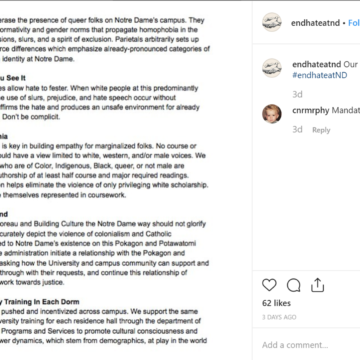 erase the presence of queer folks on Notre Dame's campus. They
ormativity and gender norms that propagate homophobia in the
sions, slurs, and a spirit of exclusion. Parietals arbitrarily sets up
rce differences which emphasize already-pronounced categories of
identity at Notre Dame.
u See It
es allow hate to fester. When white people at this predominantly
e use of slurs, prejudice, and hate speech occur without
ffirms the hate and produces an unsafe environment for already
Don't be complicit.
ia
is key in building empathy for marginalized folks. No course or
ould have a view limited to white, western, and/or male voices. We
who are of Color, Indigenous, Black, queer, or not male are
uthorship of at least half course and major required readings.
n helps eliminate the violence of only privileging white scholarship.
e themselves represented in coursework.
nd
oreau and Building Culture the Notre Dame way should not glorify
curately depict the violence of colonialism and Catholic
ed to Notre Dame's existence on this Pokagon and Potawatomi
e administration initiate a relationship with the Pokagon and
asking how the University and campus community can support and
through with their requests, and continue this relationship of
work towards justice.
y Training In Each Dorm
pushed and incentivized across campus. We support the same
versity training for each residence hall through the department of
Programs and Services to promote cultural consciousness and
wer dynamics, which stem from demographics, at play in the world
endhateatnd • Fol
endhateatnd Our
#endhateatND
3d
cnrmrphy Mandat
3d Reply
62 likes
3 DAYS AGO
Add a comment...